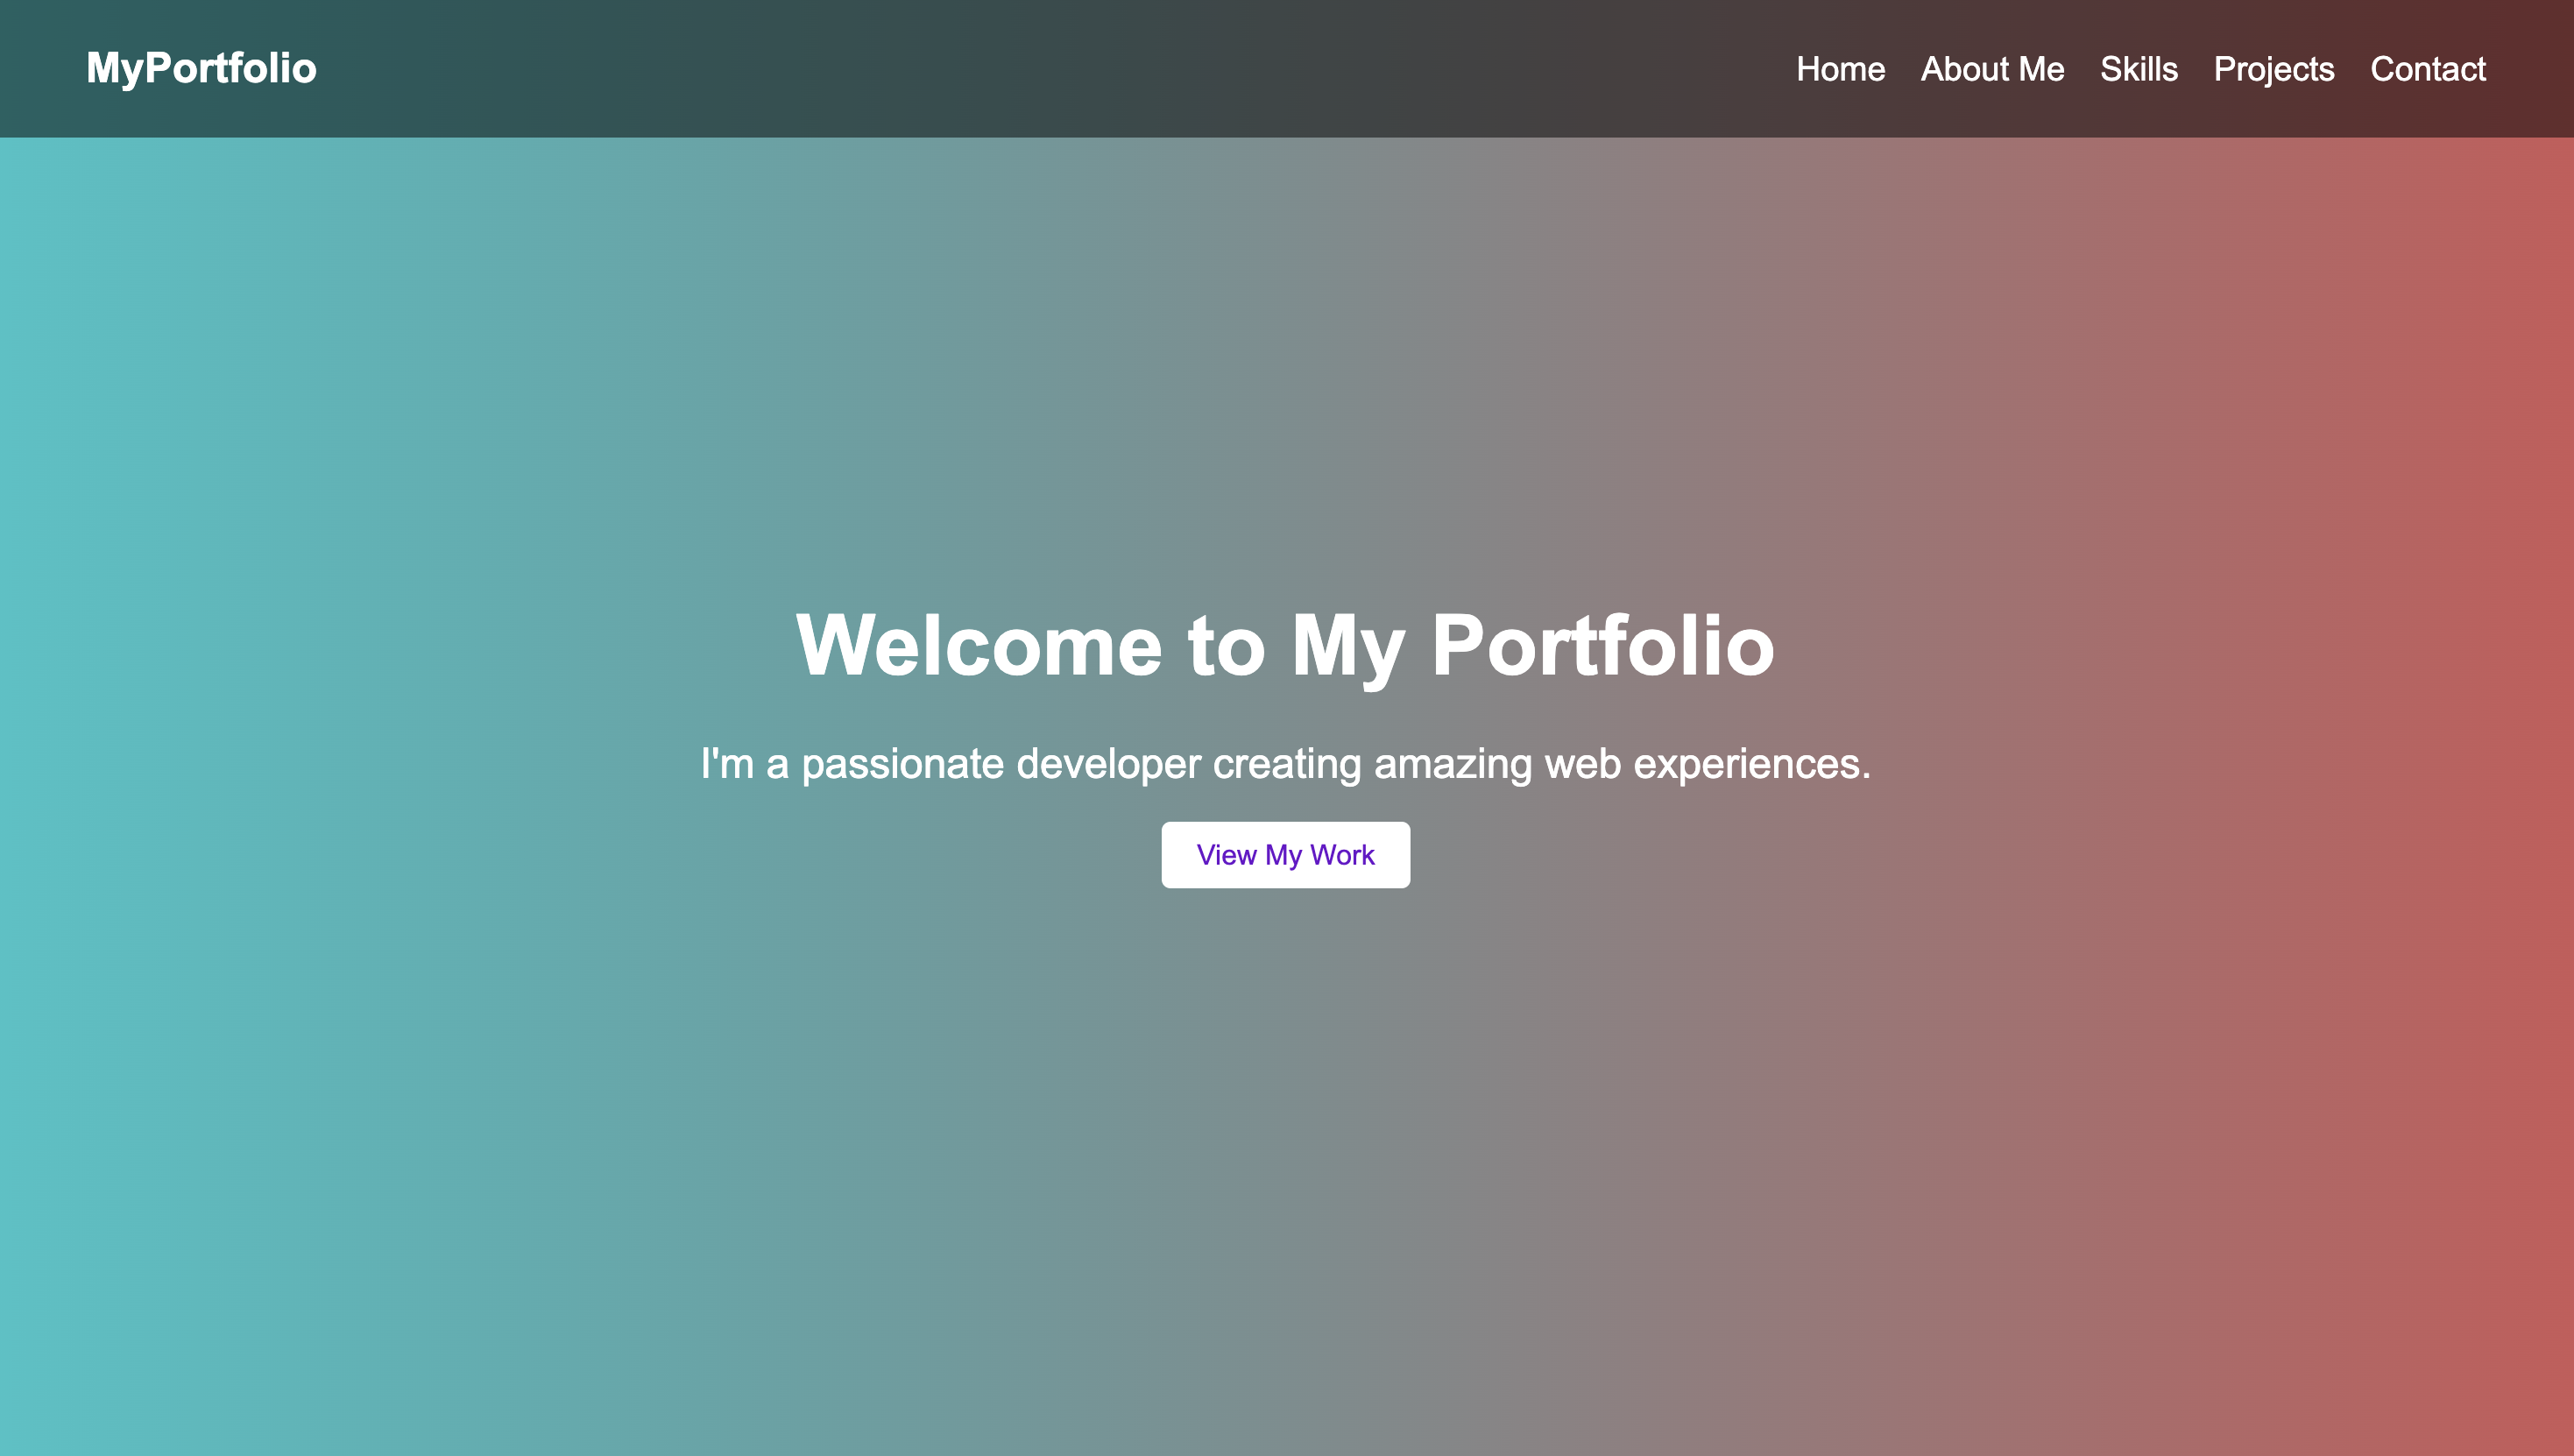 MyPortfolio
Home About Me Skills Projects Contact
Welcome to My Portfolio
I'm a passionate developer creating amazing web experiences.
View My Work